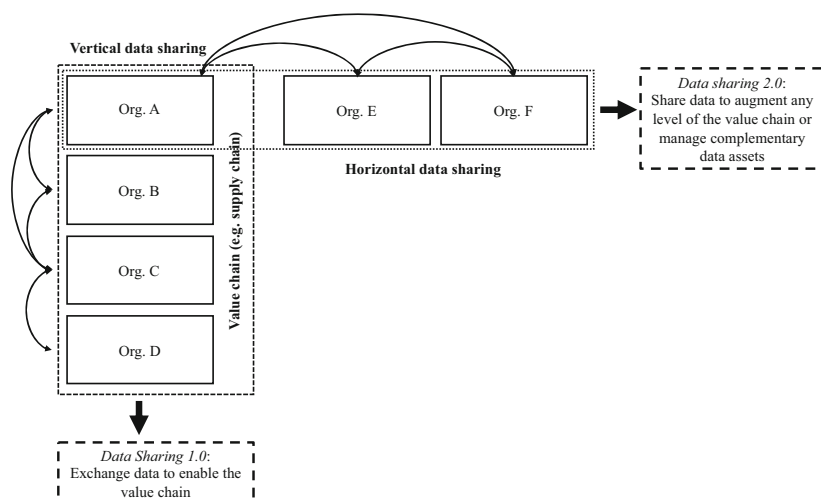 Vertical data sharing
Org. A
Org. E
Org. F
Data sharing 2.0:
Share data to augment any
level of the value chain or
manage complementary
data assets
Horizontal data sharing
Org. B
Org. C
Org. D
Value chain (e.g. supply chain)
Data Sharing 1.0:
Exchange data to enable the
value chain